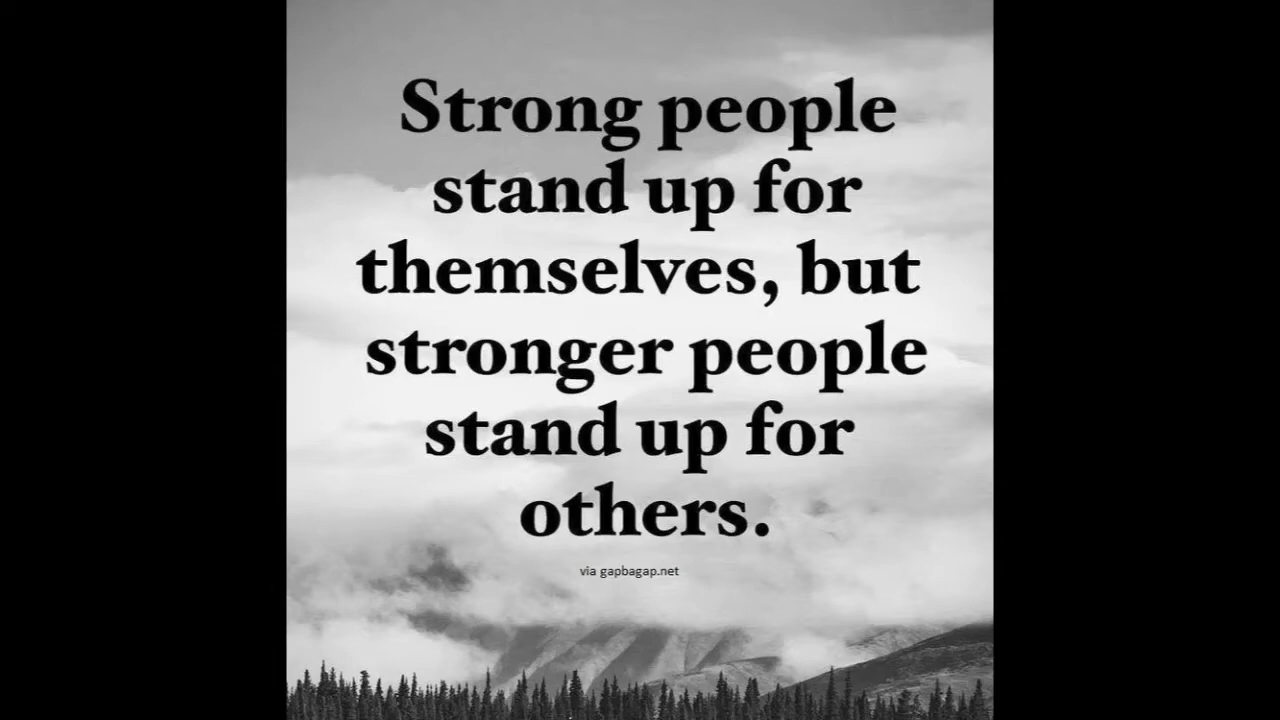 Strong people
stand up for
themselves, but
stronger people
stand up for
others.
via gapbagap.net